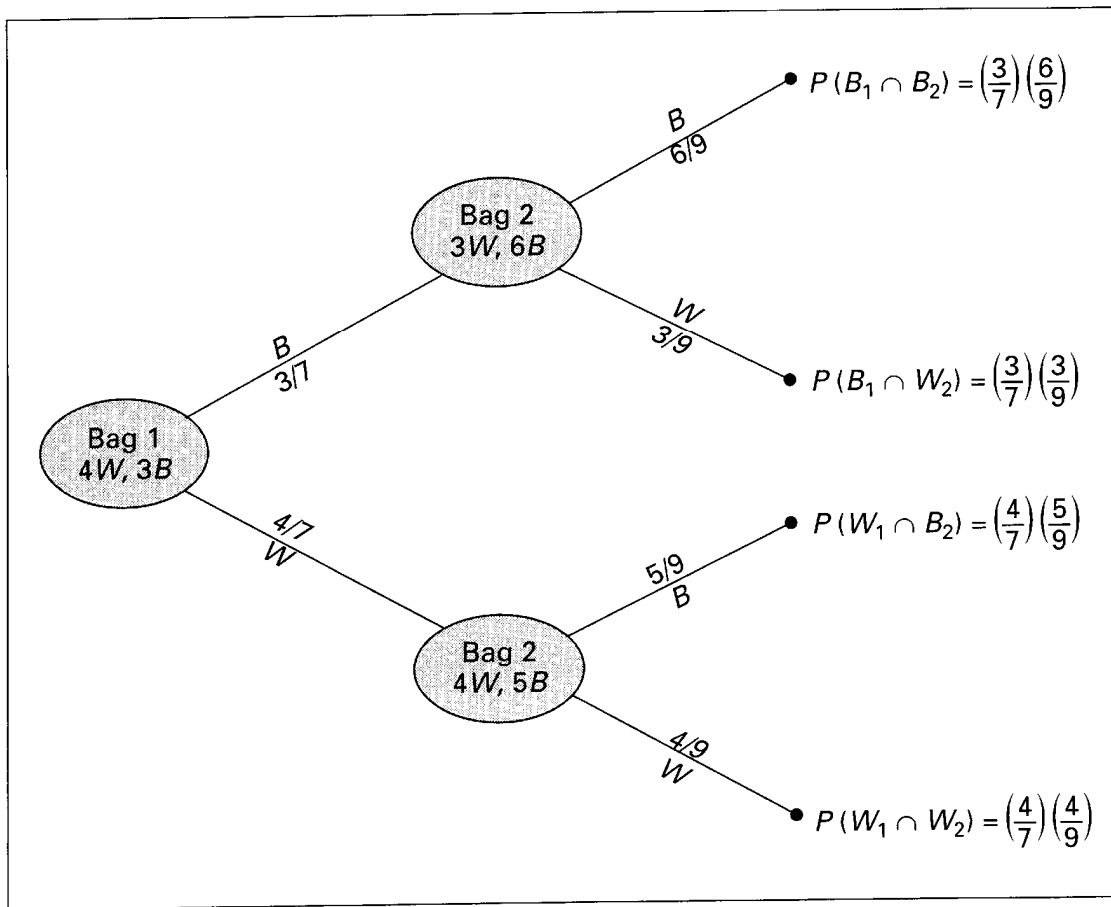 P (B₁ ∩ B₂) = (3/7) (6/9)
B
6/9
Bag 2
3W, 6B
W
3/9
B
3/7
P (B₁ ∩ W₂) = (3/7) (3/9)
Bag 1
4W, 3B
4/7
W
P (W₁ ∩ B₂) = (4/7) (5/9)
5/9
B
Bag 2
4W, 5B
4/9
W
P (W₁ ∩ W₂) = (4/7) (4/9)